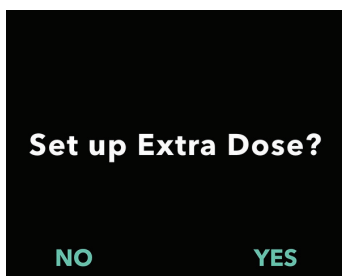 Set up Extra Dose?
NO YES